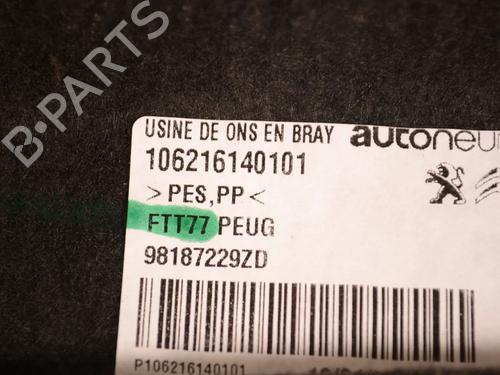 B-PARTS
USINE DE ONS EN BRAY autoneu
106216140101
>PES,PP<
FTT77 PEUG
98187229ZD
P106216140101